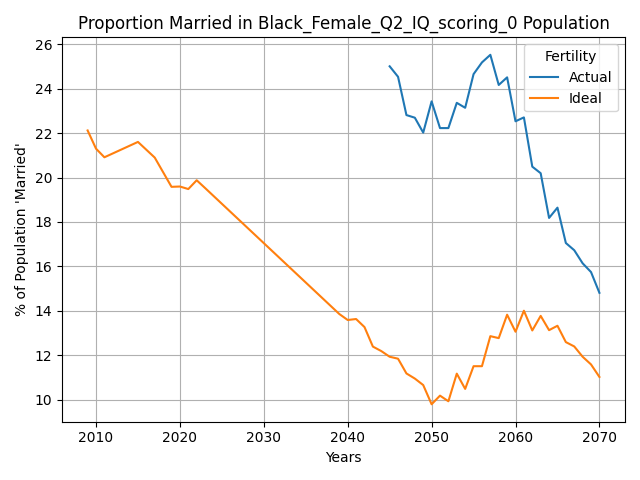 Proportion Married in Black_Female_Q2_IQ_scoring_0 Population
% of Population 'Married'
26
24
22
20
18
16
14
12
10
Fertility
Actual
Ideal
2010 2020 2030 2040 2050 2060 2070
Years